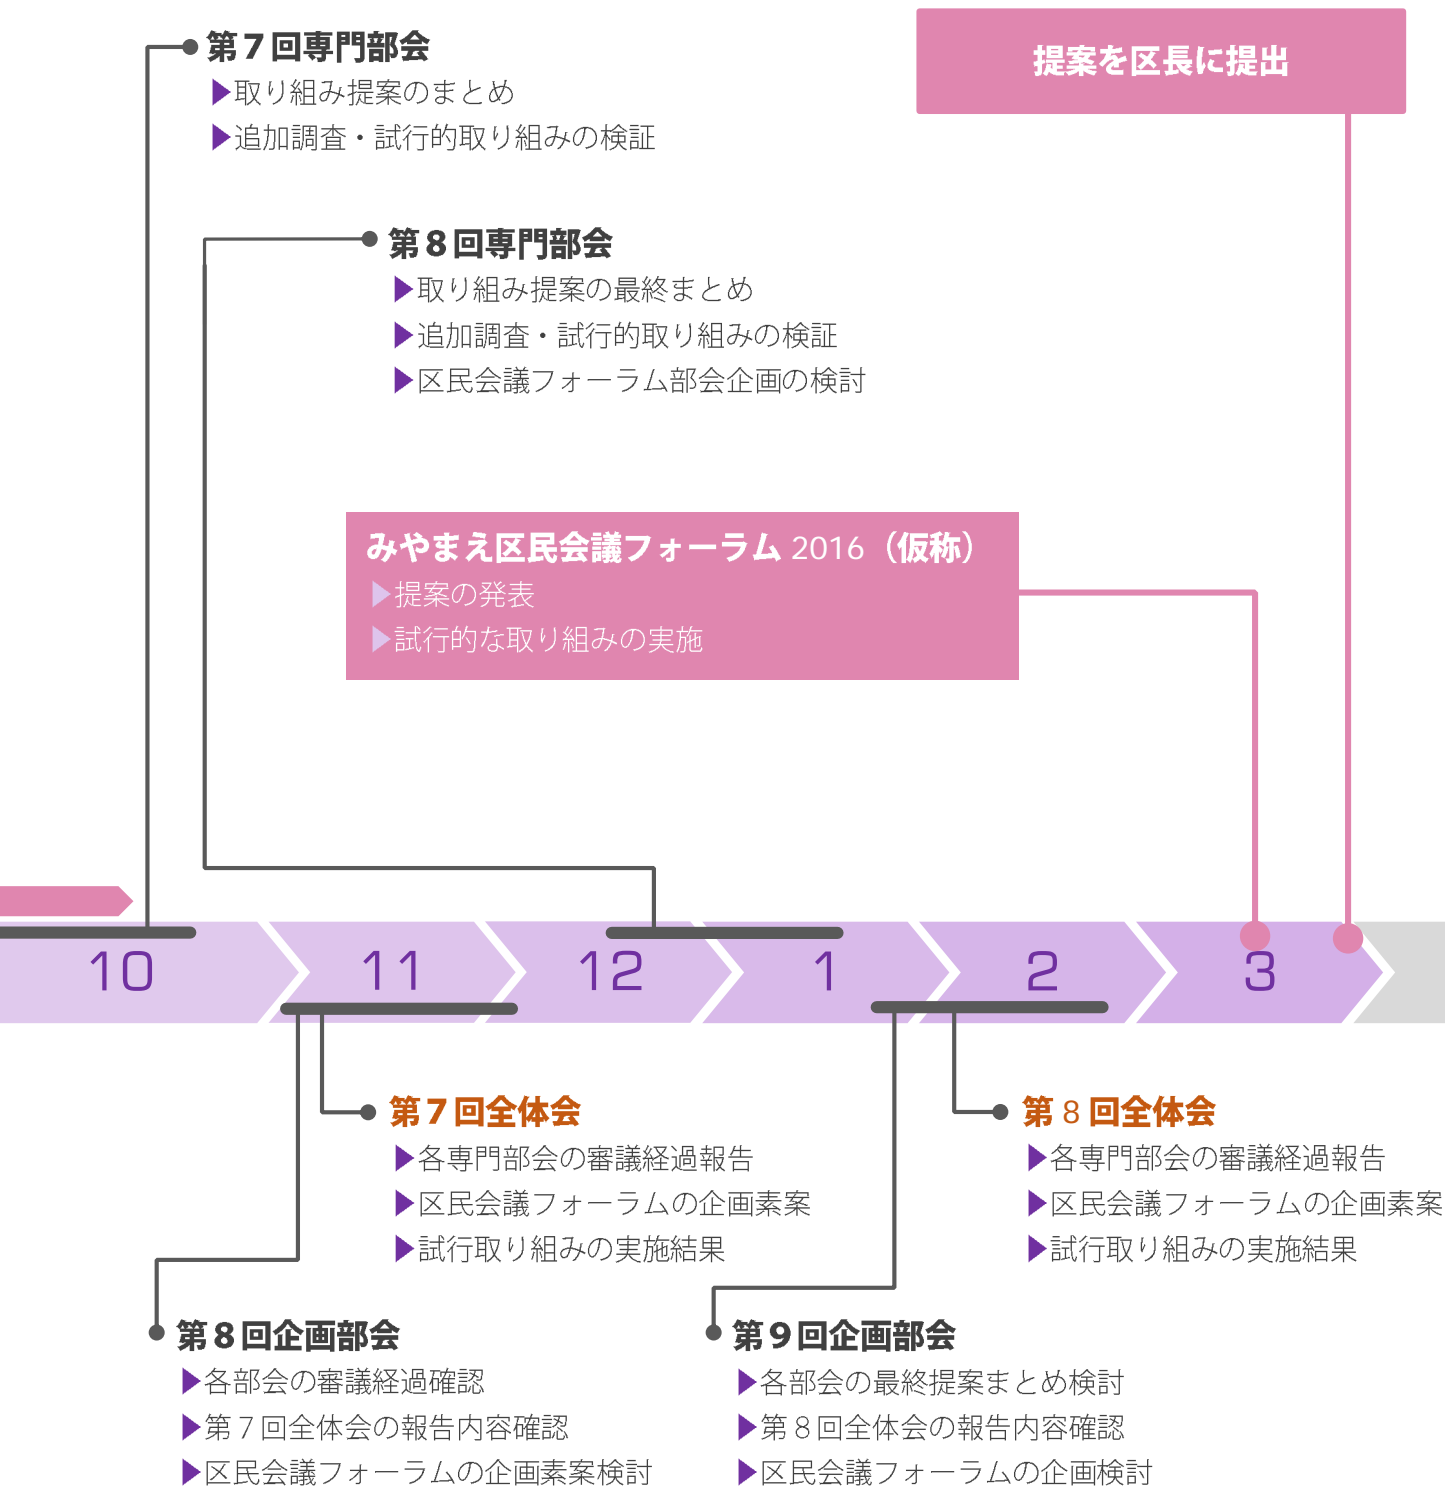 第７回専門部会
▶取り組み提案のまとめ
▶追加調査・試行的取り組みの検証
提案を区長に提出
第８回専門部会
▶取り組み提案の最終まとめ
▶追加調査・試行的取り組みの検証
▶区民会議フォーラム部会企画の検討
みやまえ区民会議フォーラム 2016（仮称）
▶提案の発表
▶試行的な取り組みの実施
10
11
12
1
2
3
第７回全体会
▶各専門部会の審議経過報告
▶区民会議フォーラムの企画素案
▶試行取り組みの実施結果
第 8 回全体会
▶各専門部会の審議経過報告
▶区民会議フォーラムの企画素案
▶試行取り組みの実施結果
第８回企画部会
▶各部会の審議経過確認
▶第７回全体会の報告内容確認
▶区民会議フォーラムの企画素案検討
第９回企画部会
▶各部会の最終提案まとめ検討
▶第８回全体会の報告内容確認
▶区民会議フォーラムの企画検討